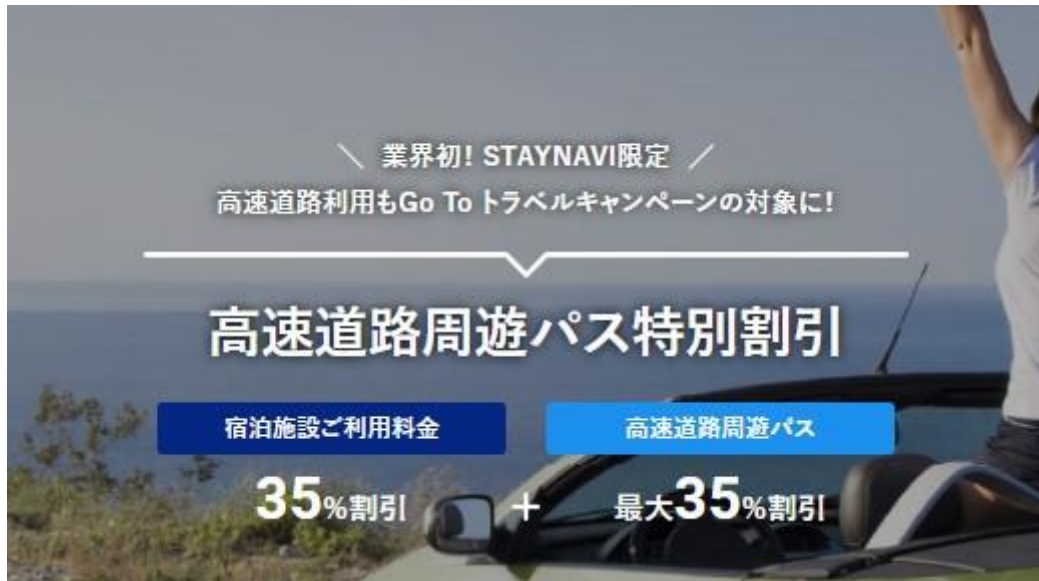 ＼ 業界初! STAYNAVI限定 ／
高速道路利用もGo To トラベルキャンペーンの対象に!
高速道路周遊パス特別割引
宿泊施設ご利用料金
高速道路周遊パス
35%割引 + 最大35%割引